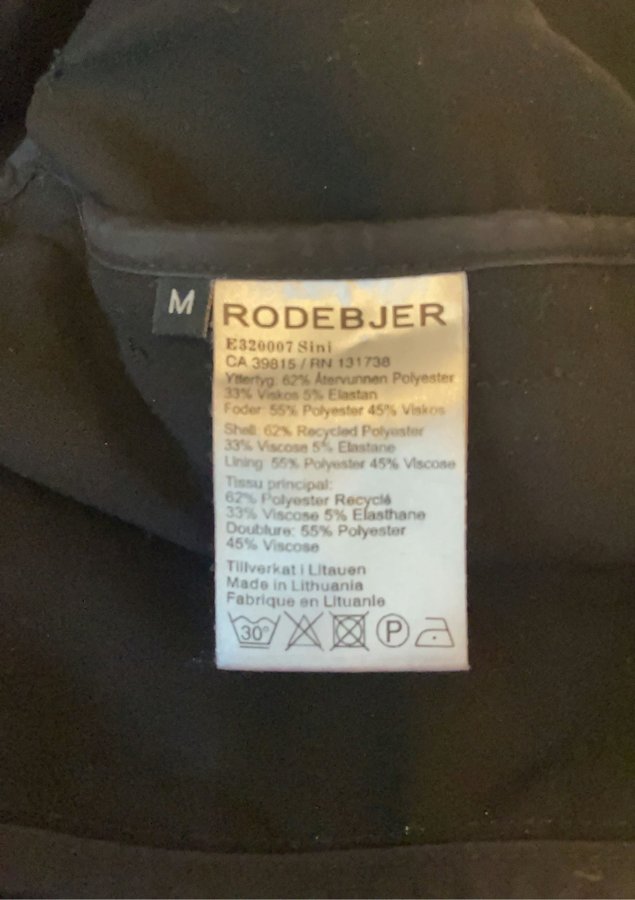 M
RODEBJER
E320007 Sini
CA 39815 / RN 131738
Yttertyg: 62% Återvunnen Polyester
33% Viskos 5% Elastan
Foder: 55% Polyester 45% Viskos
Shell: 62% Recycled Polyester
33% Viscose 5% Elastane
Lining: 55% Polyester 45% Viscose
Tissu principal:
62% Polyester Recyclé
33% Viscose 5% Elasthane
Doublure: 55% Polyester
45% Viscose
Tillverkat i Litauen
Made in Lithuania
Fabrique en Lituanie
30° P